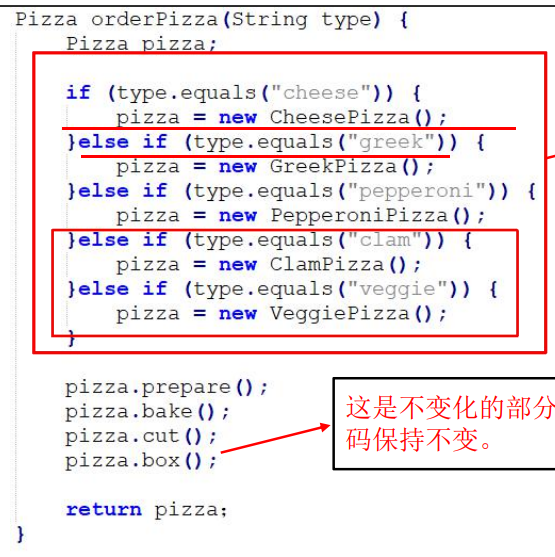 Pizza orderPizza(String type) {
Pizza pizza;
if (type.equals("cheese")) {
pizza = new CheesePizza();
}else if (type.equals("greek")) {
pizza = new GreekPizza();
}else if (type.equals("pepperoni")) {
pizza = new PepperoniPizza();
}else if (type.equals("clam")) {
pizza = new ClamPizza();
}else if (type.equals("veggie")) {
pizza = new VeggiePizza();
}
pizza.prepare();
pizza.bake();
pizza.cut();
pizza.box();
这是不变化的部分
码保持不变。
return pizza;
}